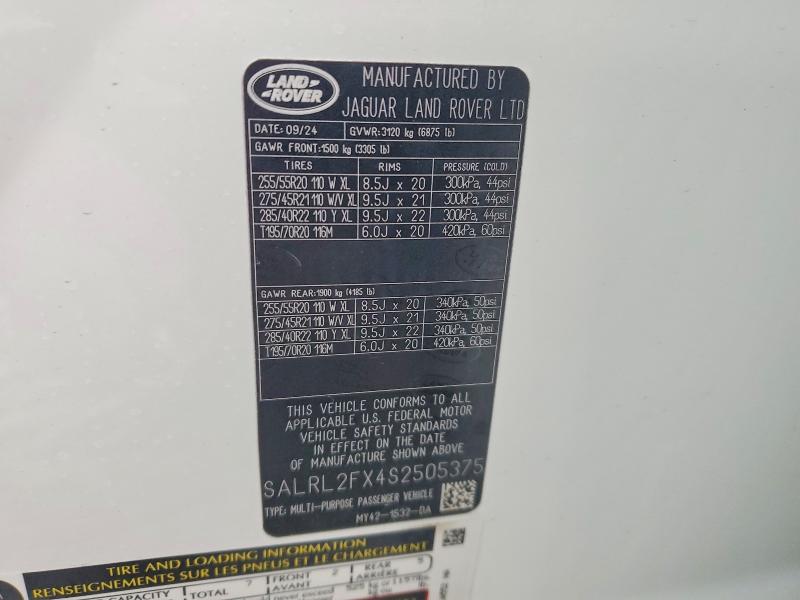 LAND ROVER
MANUFACTURED BY
JAGUAR LAND ROVER LTD
DATE: 09/24 GVWR:3120 kg (6875 lb)
GAWR FRONT:1500 kg (3305 lb)
TIRES RIMS PRESSURE (COLD)
255/55R20 110 W XL 8.5J x 20 300kPa, 44psi
275/45R21 110 W/V XL 9.5J x 21 300kPa, 44psi
285/40R22 110 Y XL 9.5J x 22 300kPa, 44psi
T195/70R20 116M 6.0J x 20 420kPa, 60psi
GAWR REAR:1900 kg (4185 lb)
255/55R20 110 W XL 8.5J x 20 340kPa, 50psi
275/45R21 110 W/V XL 9.5J x 21 340kPa, 50psi
285/40R22 110 Y XL 9.5J x 22 340kPa, 50psi
T195/70R20 116M 6.0J x 20 420kPa, 60psi
THIS VEHICLE CONFORMS TO ALL
APPLICABLE U.S. FEDERAL MOTOR
VEHICLE SAFETY STANDARDS
IN EFFECT ON THE DATE
OF MANUFACTURE SHOWN ABOVE
SALRL2FX4S2505375
TYPE: MULTI-PURPOSE PASSENGER VEHICLE
MY42-1532-DA
TIRE AND LOADING INFORMATION
RENSEIGNEMENTS SUR LES PNEUS ET LE CHARGEMENT
CAPACITY TOTAL 7 FRONT AVANT 2 REAR ARRIÈRE 5